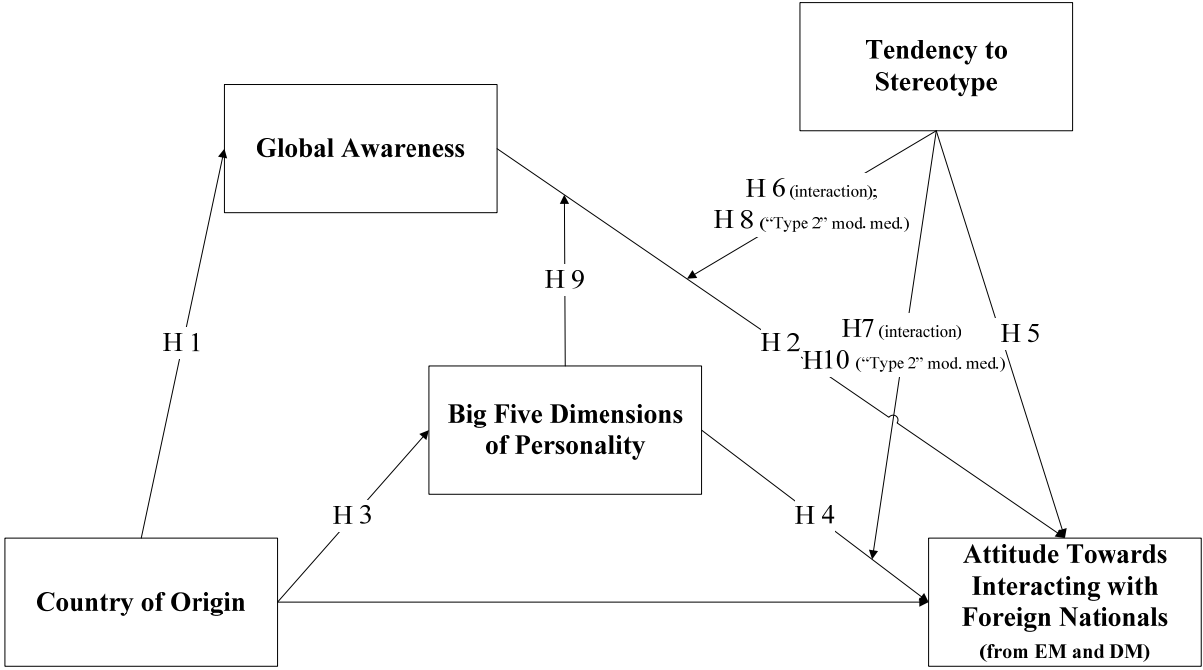 Tendency to
Stereotype
Global Awareness
H 6 (interaction);
H 8 (“Type 2” mod. med.)
H 9
H 1
H 2
H7 (interaction)
H10 (“Type 2” mod. med.)
H 5
Big Five Dimensions
of Personality
H 3
H 4
Country of Origin
Attitude Towards
Interacting with
Foreign Nationals
(from EM and DM)